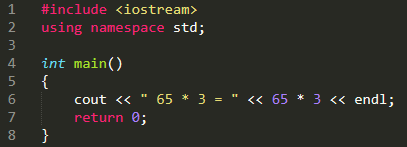 1 #include <iostream>
2 using namespace std;
3
4 int main()
5 {
6     cout << " 65 * 3 = " << 65 * 3 << endl;
7     return 0;
8 }